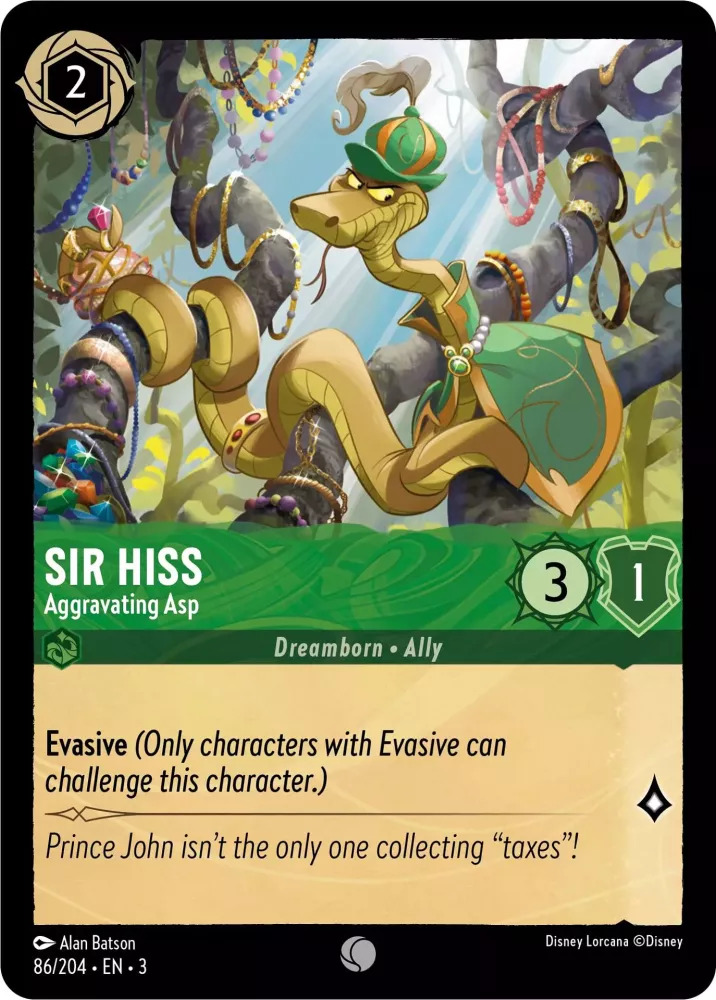 2
SIR HISS
Aggravating Asp
3
1
Dreamborn • Ally
Evasive (Only characters with Evasive can
challenge this character.)
Prince John isn’t the only one collecting “taxes”!
Alan Batson
Disney Lorcana ©Disney
86/204 • EN • 3